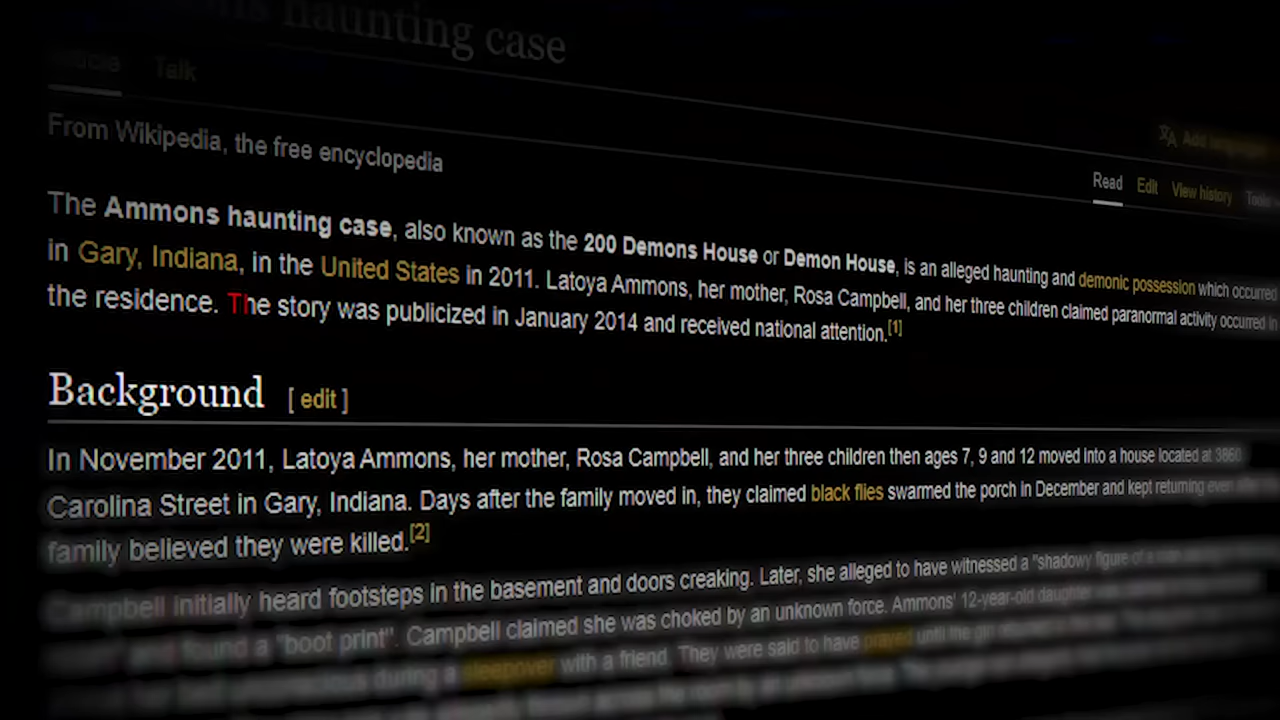 haunting case
Talk
From Wikipedia, the free encyclopedia
Read Edit View history Tools
The Ammons haunting case, also known as the 200 Demons House or Demon House, is an alleged haunting and demonic possession which occurred
in Gary, Indiana, in the United States in 2011. Latoya Ammons, her mother, Rosa Campbell, and her three children claimed paranormal activity occurred in
the residence. The story was publicized in January 2014 and received national attention.[1]
Background [ edit ]
In November 2011, Latoya Ammons, her mother, Rosa Campbell, and her three children then ages 7, 9 and 12 moved into a house located at 3860
Carolina Street in Gary, Indiana. Days after the family moved in, they claimed black flies swarmed the porch in December and kept returning even after the
family believed they were killed.[2]
Campbell initially heard footsteps in the basement and doors creaking. Later, she alleged to have witnessed a "shadowy figure of a man
and found a "boot print". Campbell claimed she was choked by an unknown force. Ammons' 12-year-old daughter
during a sleepover with a friend. They were said to have prayed until the girl